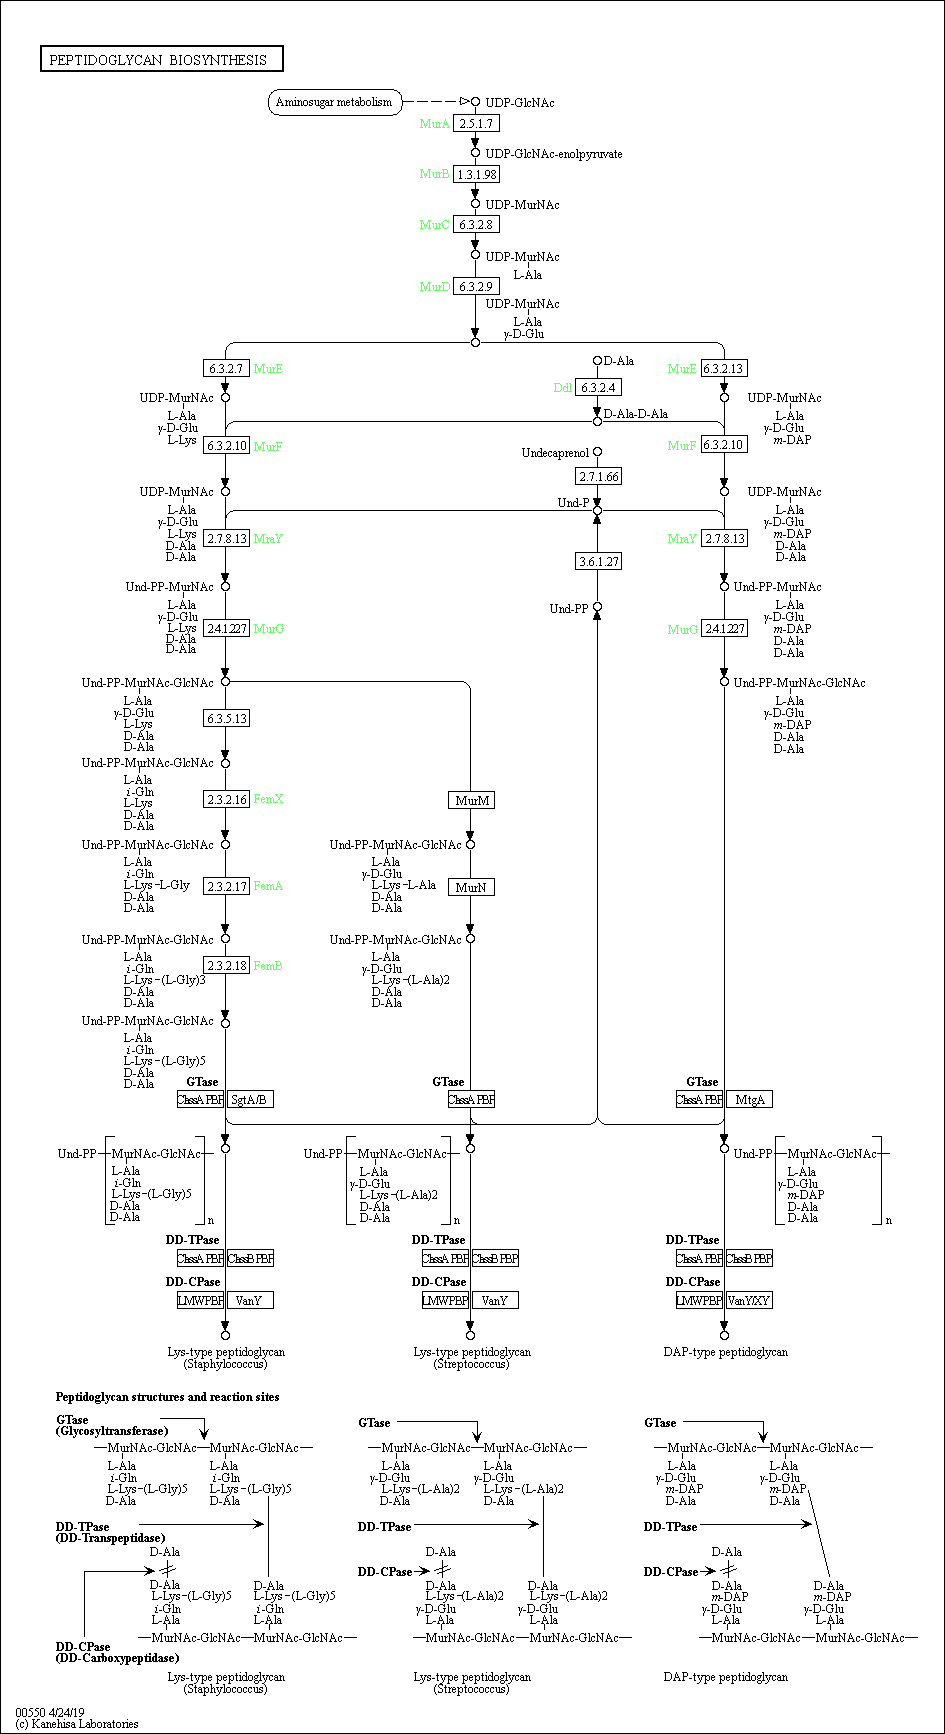 PEPTIDOGLYCAN BIOSYNTHESIS
Aminosugar metabolism
UDP-GlcNAc
MurA 2.5.1.7
UDP-GlcNAc-enolpyruvate
MurB 1.3.1.98
UDP-MurNAc
MurC 6.3.2.8
UDP-MurNAc
L-Ala
MurD 6.3.2.9
UDP-MurNAc
L-Ala
γ-D-Glu
6.3.2.7 MurE
D-Ala
Ddl 6.3.2.4
MurE 6.3.2.13
UDP-MurNAc
L-Ala
γ-D-Glu
L-Lys
D-Ala-D-Ala
UDP-MurNAc
L-Ala
γ-D-Glu
m-DAP
6.3.2.10 MurF
MurF 6.3.2.10
Undecaprenol
2.7.1.66
Und-P
UDP-MurNAc
L-Ala
γ-D-Glu
L-Lys
D-Ala
D-Ala
UDP-MurNAc
L-Ala
γ-D-Glu
m-DAP
D-Ala
D-Ala
2.7.8.13 MraY
3.6.1.27
MraY 2.7.8.13
Und-PP
Und-PP-MurNAc
L-Ala
γ-D-Glu
L-Lys
D-Ala
D-Ala
Und-PP-MurNAc
L-Ala
γ-D-Glu
m-DAP
D-Ala
D-Ala
2.4.1.227 MurG
MurG 2.4.1.227
Und-PP-MurNAc-GlcNAc
L-Ala
γ-D-Glu
L-Lys
D-Ala
D-Ala
Und-PP-MurNAc-GlcNAc
L-Ala
γ-D-Glu
m-DAP
D-Ala
D-Ala
6.3.5.13
Und-PP-MurNAc-GlcNAc
L-Ala
i-Gln
L-Lys
D-Ala
D-Ala
2.3.2.16 FemX
MurM
Und-PP-MurNAc-GlcNAc
L-Ala
i-Gln
L-Lys-L-Gly
D-Ala
D-Ala
Und-PP-MurNAc-GlcNAc
L-Ala
γ-D-Glu
L-Lys-L-Ala
D-Ala
D-Ala
2.3.2.17 FemA
MurN
Und-PP-MurNAc-GlcNAc
L-Ala
i-Gln
L-Lys-(L-Gly)3
D-Ala
D-Ala
Und-PP-MurNAc-GlcNAc
L-Ala
γ-D-Glu
L-Lys-(L-Ala)2
D-Ala
D-Ala
2.3.2.18 FemB
Und-PP-MurNAc-GlcNAc
L-Ala
i-Gln
L-Lys-(L-Gly)5
D-Ala
D-Ala
GTase
ClassA PBP SgtA/B
GTase
ClassA PBP
GTase
ClassA PBP MtgA
Und-PP MurNAc-GlcNAc
L-Ala
i-Gln
L-Lys-(L-Gly)5
D-Ala
D-Ala
n
Und-PP MurNAc-GlcNAc
L-Ala
γ-D-Glu
L-Lys-(L-Ala)2
D-Ala
D-Ala
n
Und-PP MurNAc-GlcNAc
L-Ala
γ-D-Glu
m-DAP
D-Ala
D-Ala
n
DD-TPase
ClassA PBP ClassB PBP
DD-CPase
LMWPBP VanY
DD-TPase
ClassA PBP ClassB PBP
DD-CPase
LMWPBP VanY
DD-TPase
ClassA PBP ClassB PBP
DD-CPase
LMWPBP VanY/XY
Lys-type peptidoglycan
(Staphylococcus)
Lys-type peptidoglycan
(Streptococcus)
DAP-type peptidoglycan
Peptidoglycan structures and reaction sites
GTase
(Glycosyltransferase)
MurNAc-GlcNAc MurNAc-GlcNAc
L-Ala L-Ala
i-Gln i-Gln
L-Lys-(L-Gly)5 L-Lys-(L-Gly)5
D-Ala D-Ala
DD-TPase
(DD-Transpeptidase)
D-Ala
D-Ala D-Ala
L-Lys-(L-Gly)5 L-Lys-(L-Gly)5
i-Gln i-Gln
L-Ala L-Ala
MurNAc-GlcNAc MurNAc-GlcNAc
DD-CPase
(DD-Carboxypeptidase)
Lys-type peptidoglycan
(Staphylococcus)
GTase
MurNAc-GlcNAc MurNAc-GlcNAc
L-Ala L-Ala
γ-D-Glu γ-D-Glu
L-Lys-(L-Ala)2 L-Lys-(L-Ala)2
D-Ala D-Ala
DD-TPase
D-Ala
DD-CPase
D-Ala D-Ala
L-Lys-(L-Ala)2 L-Lys-(L-Ala)2
γ-D-Glu γ-D-Glu
L-Ala L-Ala
MurNAc-GlcNAc MurNAc-GlcNAc
Lys-type peptidoglycan
(Streptococcus)
GTase
MurNAc-GlcNAc MurNAc-GlcNAc
L-Ala L-Ala
γ-D-Glu γ-D-Glu
m-DAP m-DAP
D-Ala D-Ala
DD-TPase
D-Ala
DD-CPase
D-Ala D-Ala
m-DAP m-DAP
γ-D-Glu γ-D-Glu
L-Ala L-Ala
MurNAc-GlcNAc MurNAc-GlcNAc
DAP-type peptidoglycan
00550 4/24/19
(c) Kanehisa Laboratories